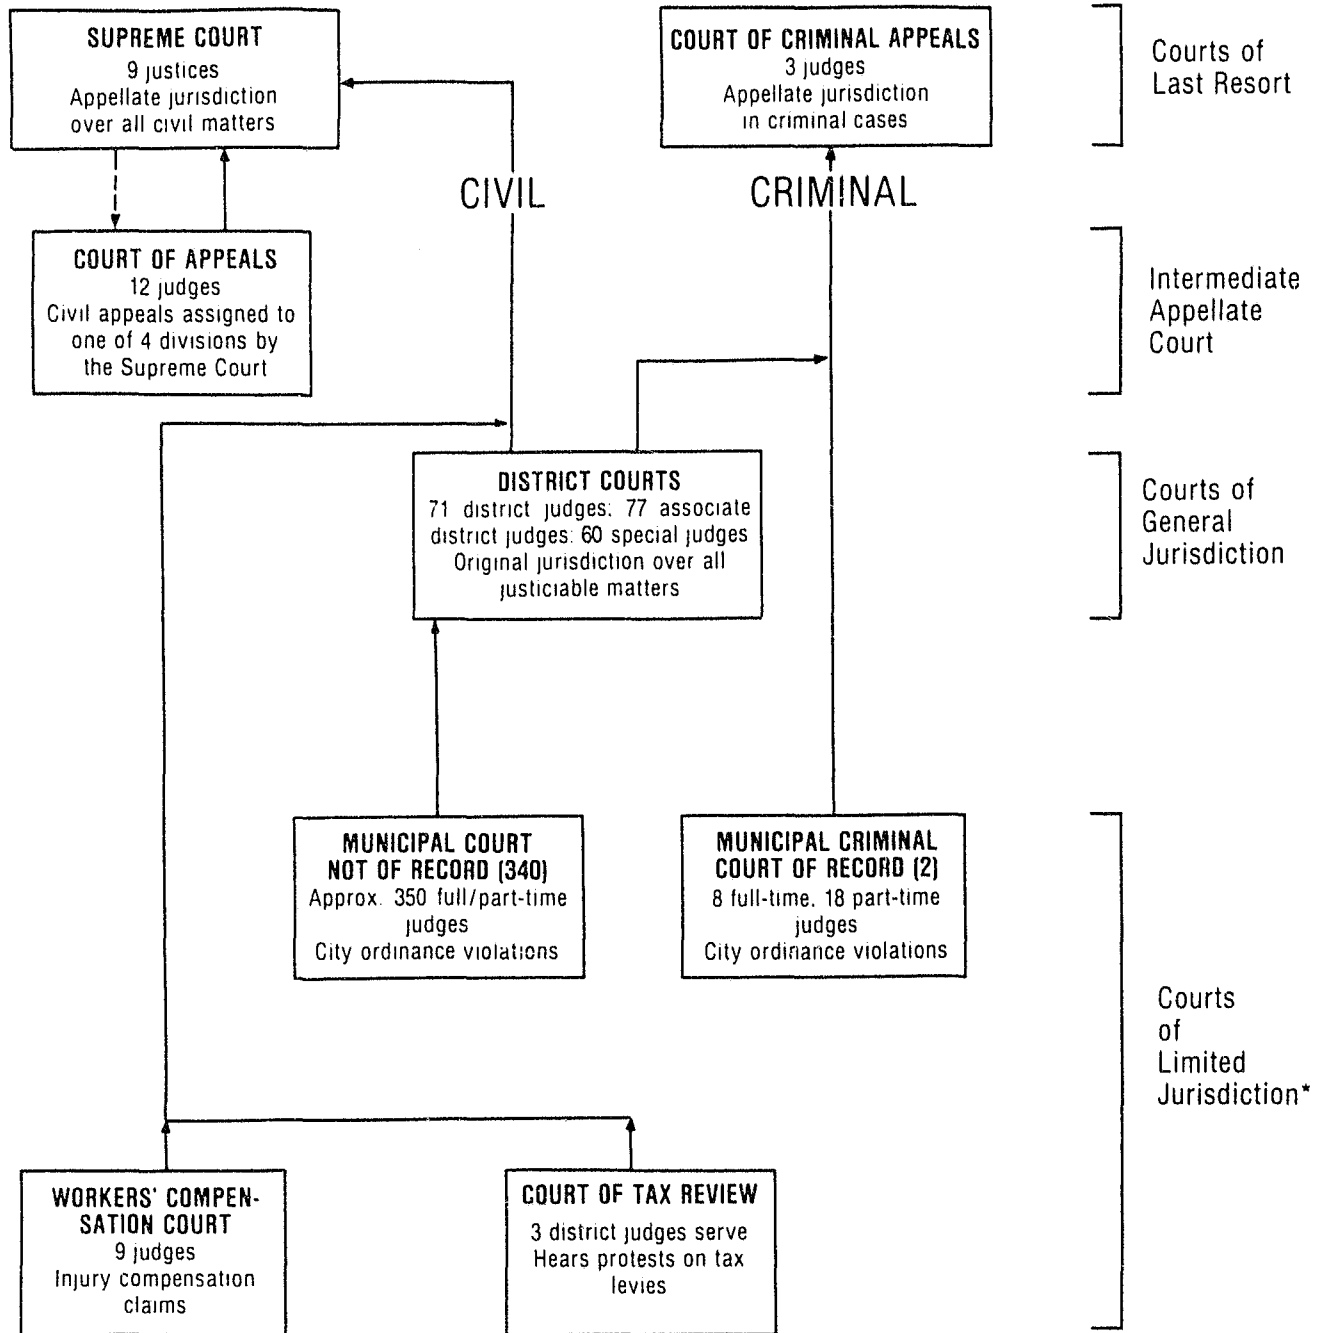 SUPREME COURT
9 justices
Appellate jurisdiction
over all civil matters
COURT OF CRIMINAL APPEALS
3 judges
Appellate jurisdiction
in criminal cases
Courts of
Last Resort
CIVIL
CRIMINAL
COURT OF APPEALS
12 judges
Civil appeals assigned to
one of 4 divisions by
the Supreme Court
Intermediate
Appellate
Court
DISTRICT COURTS
71 district judges: 77 associate
district judges: 60 special judges
Original jurisdiction over all
justiciable matters
Courts of
General
Jurisdiction
MUNICIPAL COURT
NOT OF RECORD (340)
Approx. 350 full/part-time
judges
City ordinance violations
MUNICIPAL CRIMINAL
COURT OF RECORD (2)
8 full-time, 18 part-time
judges
City ordinance violations
Courts
of
Limited
Jurisdiction*
WORKERS' COMPEN-
SATION COURT
9 judges
Injury compensation
claims
COURT OF TAX REVIEW
3 district judges serve
Hears protests on tax
levies